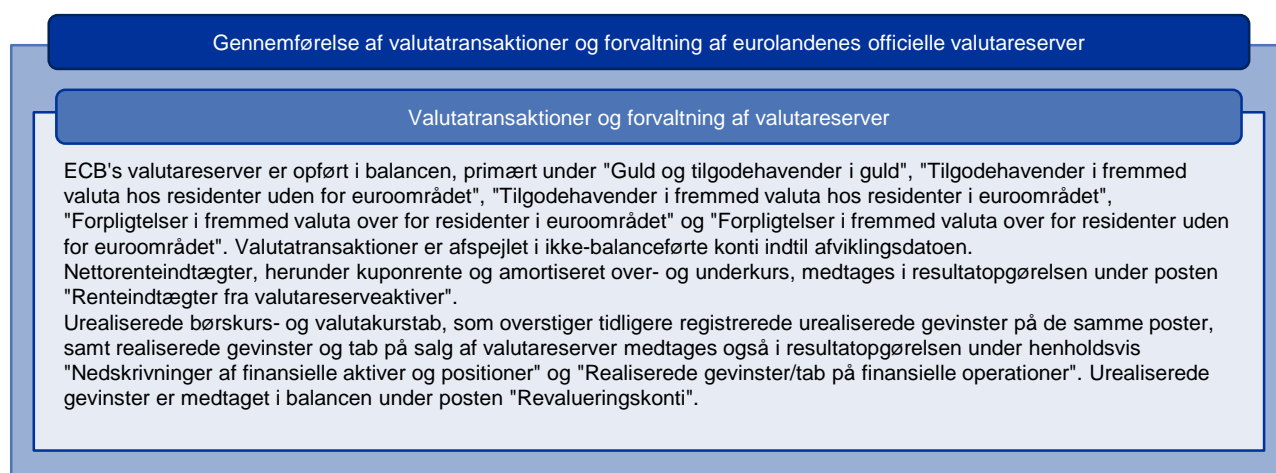 Gennemførelse af valutatransaktioner og forvaltning af eurolandenes officielle valutareserver
Valutatransaktioner og forvaltning af valutareserver
ECB's valutareserver er opført i balancen, primært under "Guld og tilgodehavender i guld", "Tilgodehavender i fremmed
valuta hos residenter uden for euroområdet", "Tilgodehavender i fremmed valuta hos residenter i euroområdet",
"Forpligtelser i fremmed valuta over for residenter i euroområdet" og "Forpligtelser i fremmed valuta over for residenter uden
for euroområdet". Valutatransaktioner er afspejlet i ikke-balanceførte konti indtil afviklingsdatoen.
Nettorenteindtægter, herunder kuponrente og amortiseret over- og underkurs, medtages i resultatopgørelsen under posten
"Renteindtægter fra valutareserveaktiver".
Urealiserede børskurs- og valutakurstab, som overstiger tidligere registrerede urealiserede gevinster på de samme poster,
samt realiserede gevinster og tab på salg af valutareserver medtages også i resultatopgørelsen under henholdsvis
"Nedskrivninger af finansielle aktiver og positioner" og "Realiserede gevinster/tab på finansielle operationer". Urealiserede
gevinster er medtaget i balancen under posten "Revalueringskonti".